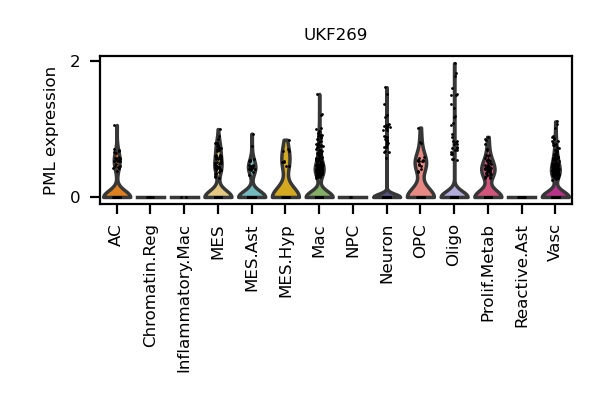 UKF269
PML expression
2
0
AC
Chromatin.Reg
Inflammatory.Mac
MES
MES.Ast
MES.Hyp
Mac
NPC
Neuron
OPC
Oligo
Prolif.Metab
Reactive.Ast
Vasc